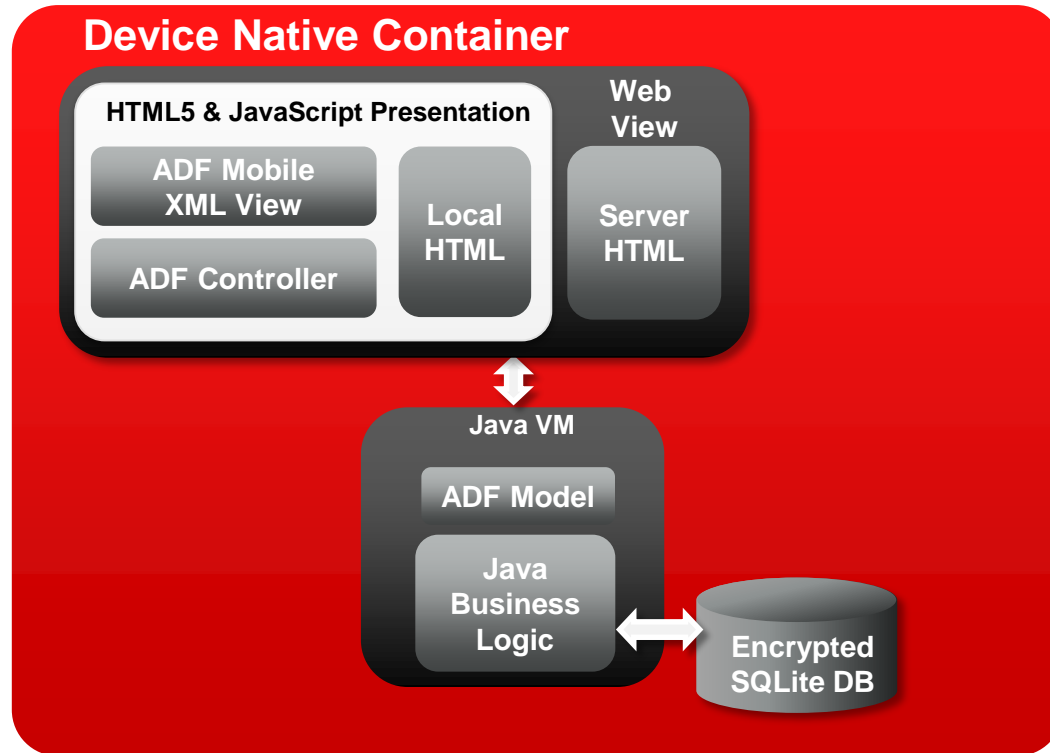 Device Native Container
HTML5 & JavaScript Presentation
ADF Mobile
XML View
ADF Controller
Local
HTML
Web
View
Server
HTML
Java VM
ADF Model
Java
Business
Logic
Encrypted
SQLite DB